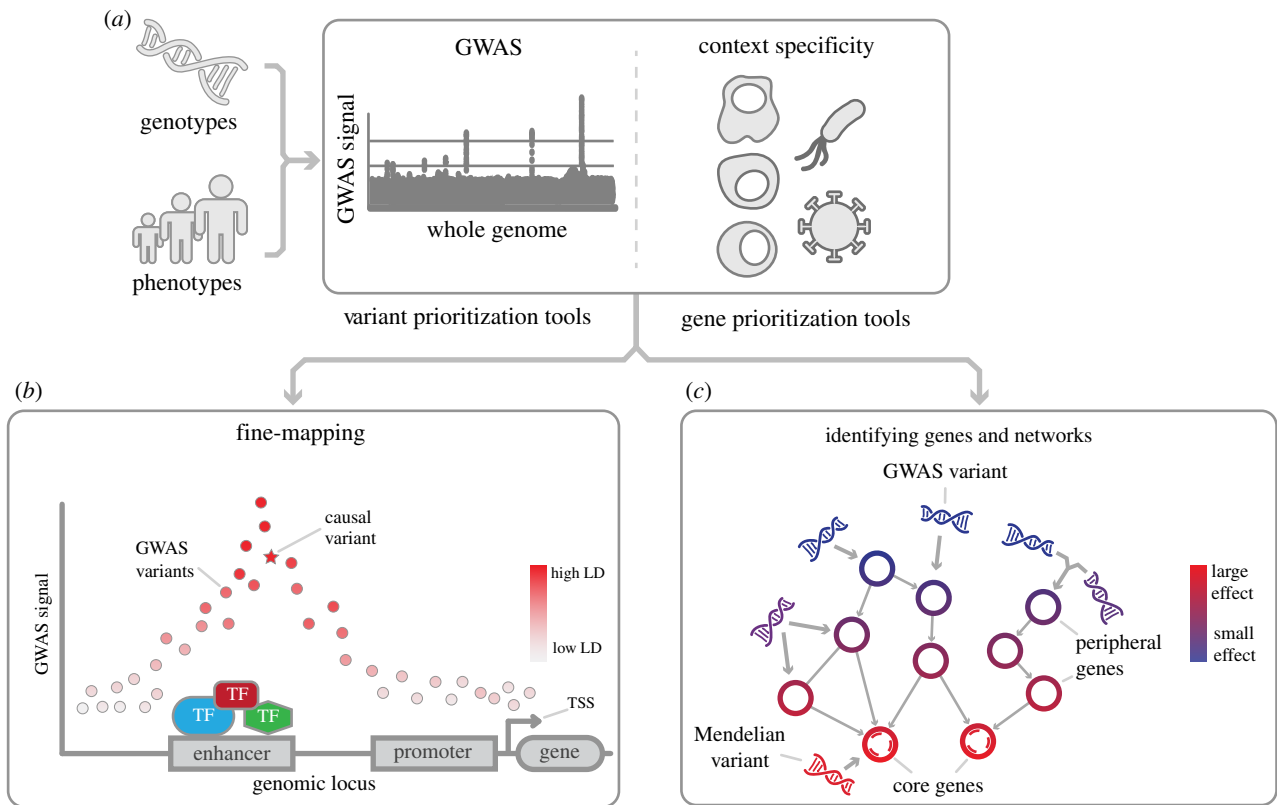 (a)
genotypes
phenotypes
GWAS
GWAS signal
whole genome
context specificity
variant prioritization tools
gene prioritization tools
(b)
fine-mapping
GWAS signal
GWAS
variants
causal
variant
high LD
low LD
TF
TF
TF
TSS
enhancer
promoter
gene
genomic locus
(c)
identifying genes and networks
GWAS variant
large
effect
small
effect
peripheral
genes
Mendelian
variant
core genes